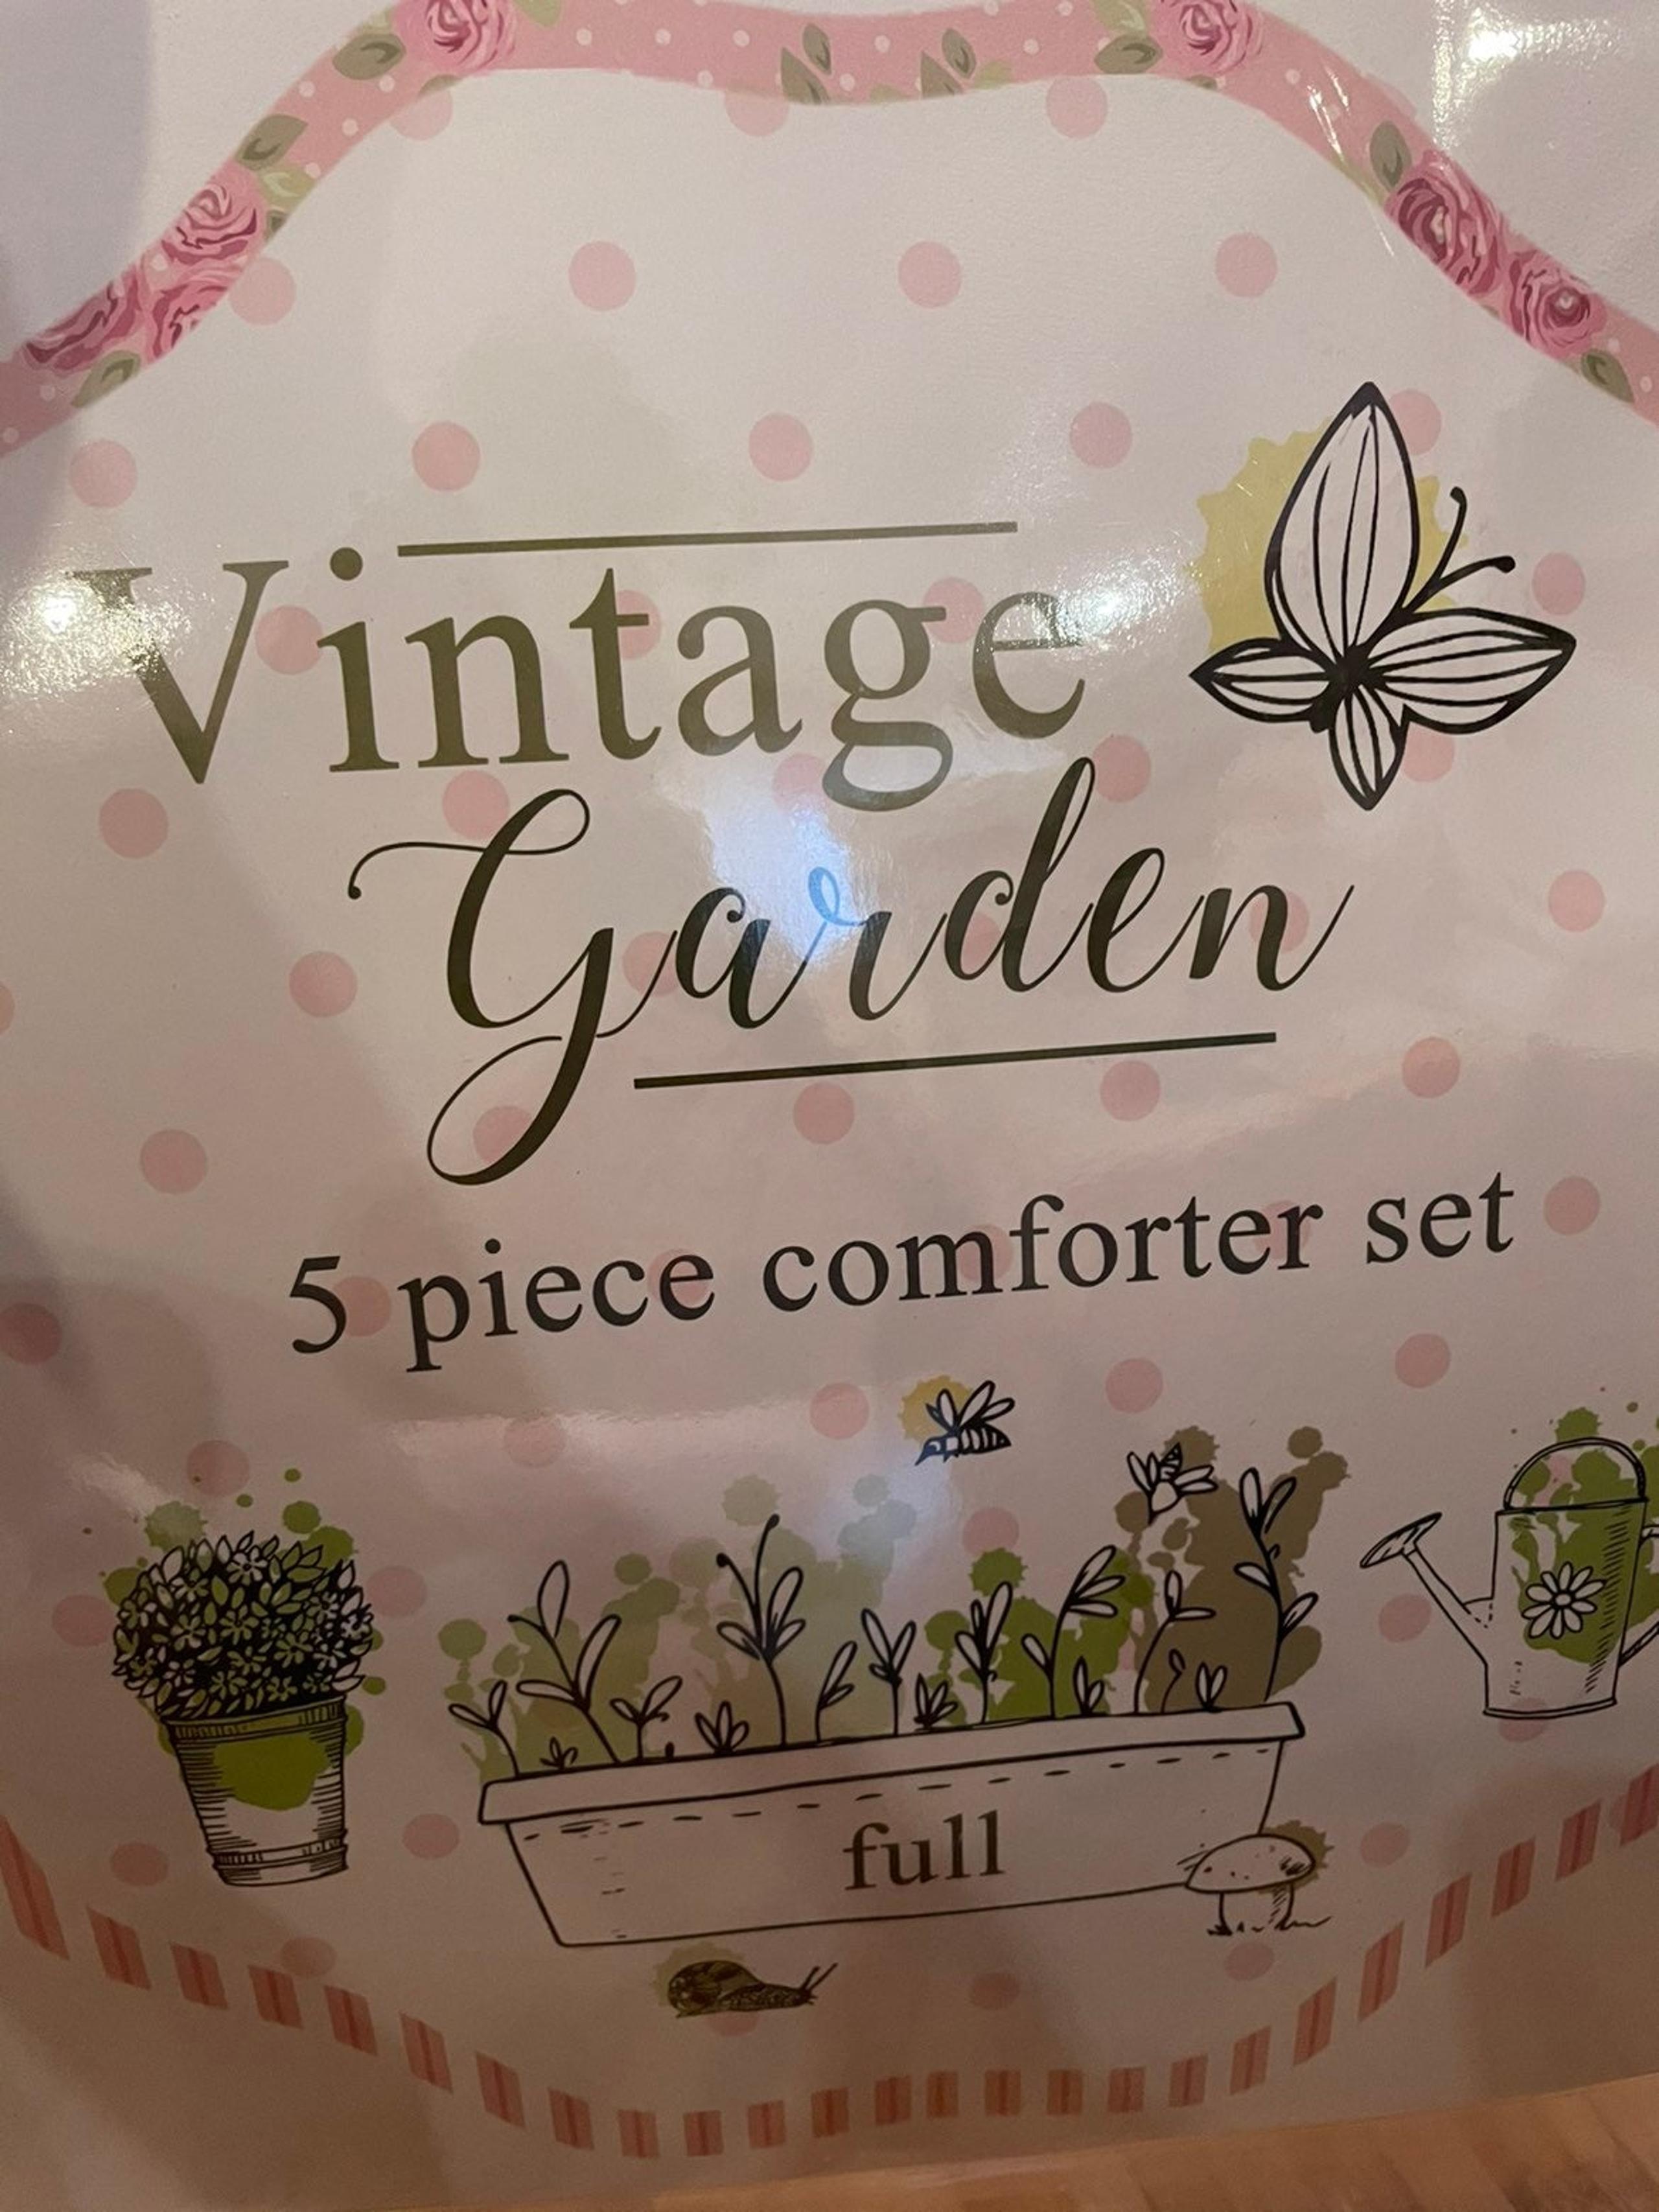 Vintage
Garden
5 piece comforter set
full